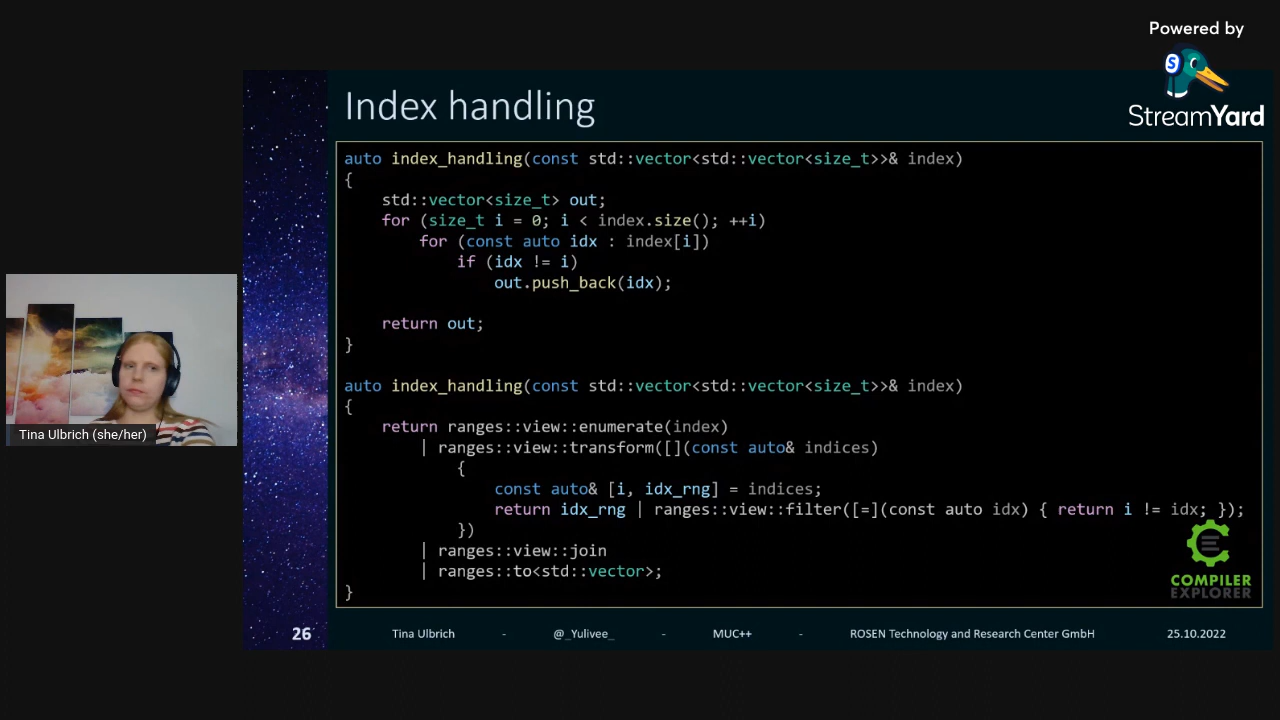 Powered by
S
StreamYard
Index handling
auto index_handling(const std::vector<std::vector<size_t>>& index)
{
    std::vector<size_t> out;
    for (size_t i = 0; i < index.size(); ++i)
        for (const auto idx : index[i])
            if (idx != i)
                out.push_back(idx);
    return out;
}
auto index_handling(const std::vector<std::vector<size_t>>& index)
{
    return ranges::view::enumerate(index)
        | ranges::view::transform([](const auto& indices)
            {
                const auto& [i, idx_rng] = indices;
                return idx_rng | ranges::view::filter([=](const auto idx) { return i != idx; });
            })
        | ranges::view::join
        | ranges::to<std::vector>;
}
COMPILER
EXPLORER
Tina Ulbrich (she/her)
26 Tina Ulbrich - @_Yulivee_ - MUC++ - ROSEN Technology and Research Center GmbH 25.10.2022